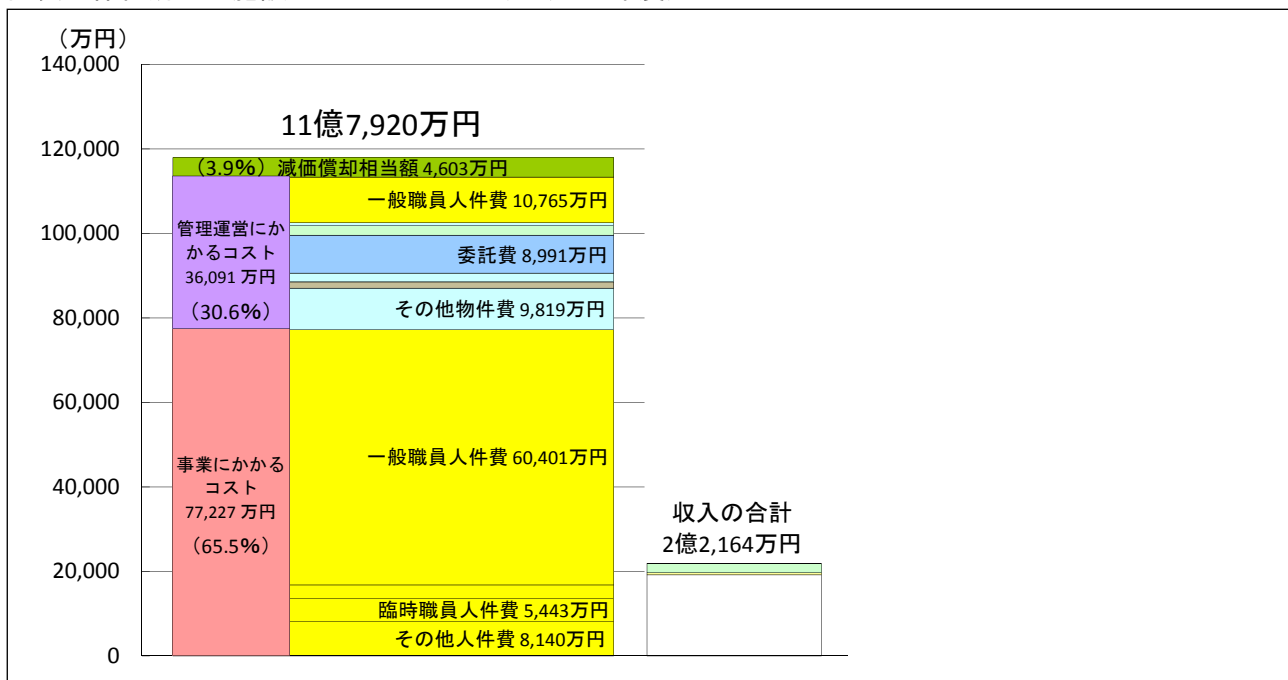 （万円）
140,000
120,000
100,000
80,000
60,000
40,000
20,000
0
11億7,920万円
（3.9%）減価償却相当額 4,603万円
管理運営にか
かるコスト
36,091 万円
（30.6%）
一般職員人件費 10,765万円
委託費 8,991万円
その他物件費 9,819万円
事業にかかる
コスト
77,227 万円
（65.5%）
一般職員人件費 60,401万円
臨時職員人件費 5,443万円
その他人件費 8,140万円
収入の合計
2億2,164万円